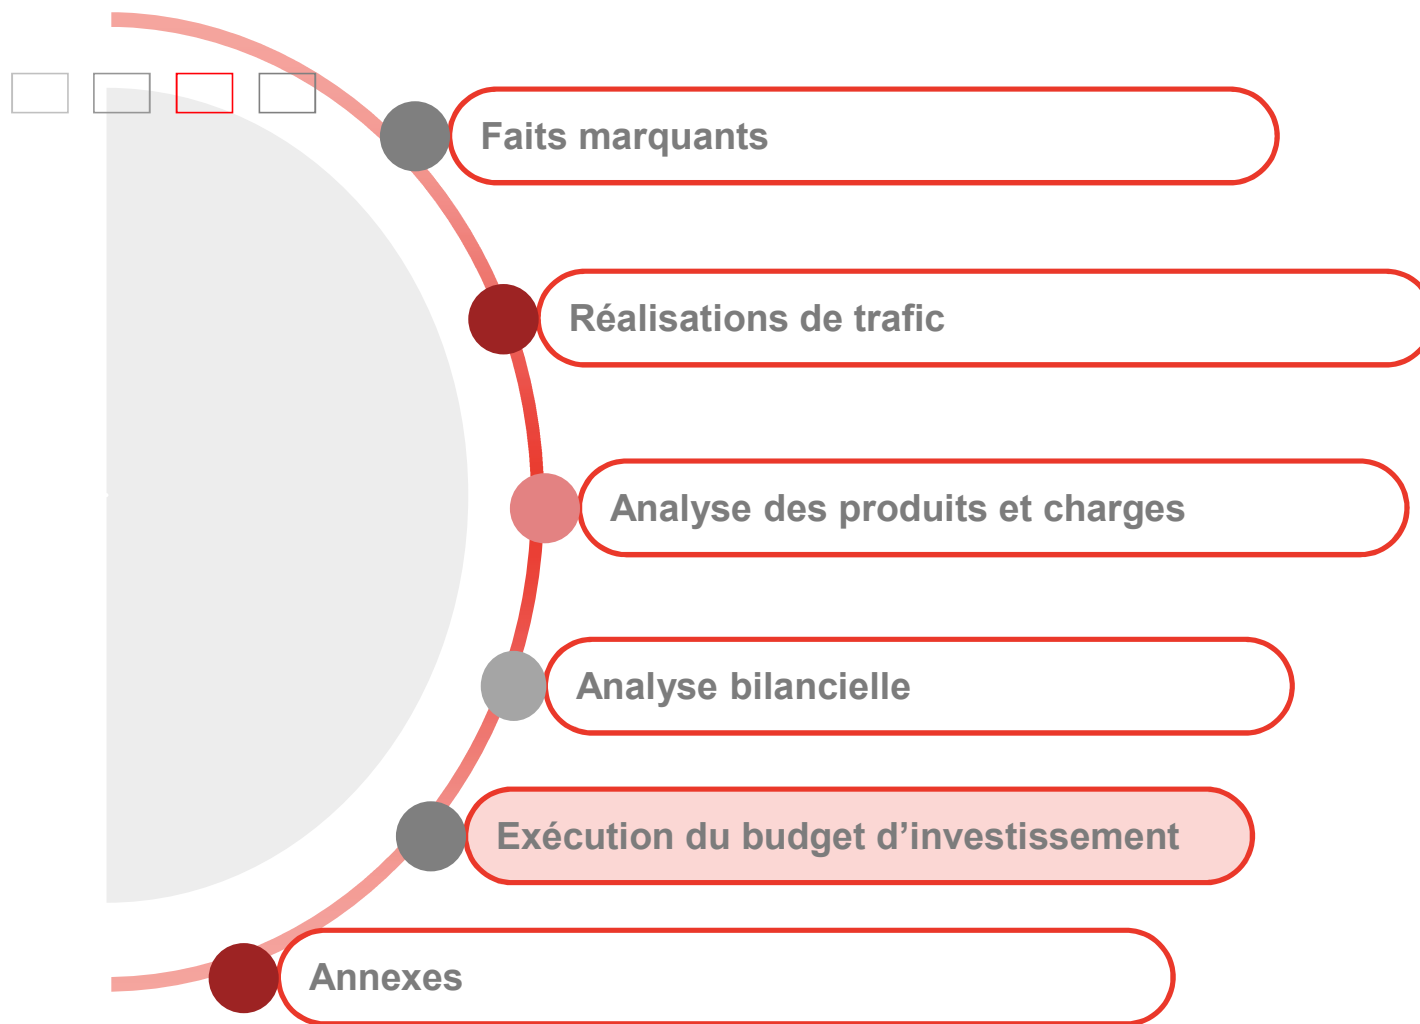 Faits marquants
Réalisations de trafic
Analyse des produits et charges
Analyse bilancielle
Exécution du budget d’investissement
Annexes